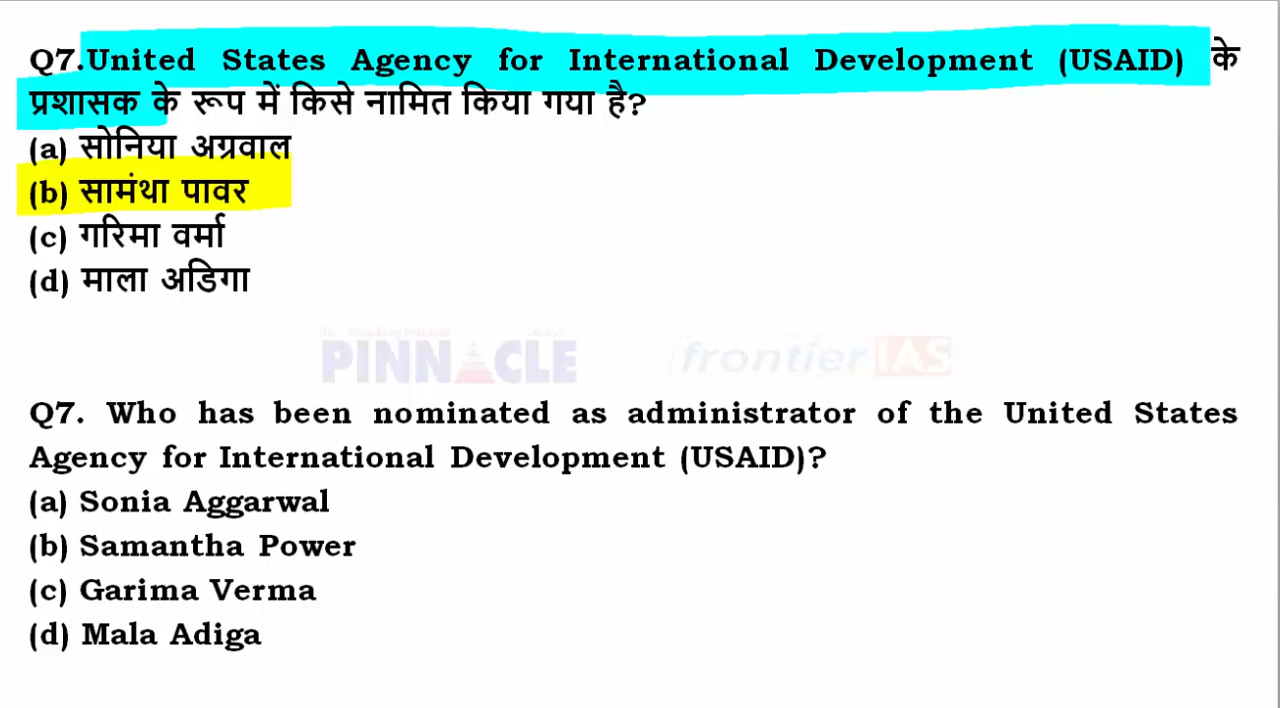 Q7.United States Agency for International Development (USAID) के
प्रशासक के रूप में किसे नामित किया गया है?
(a) सोनिया अग्रवाल
(b) सामंथा पावर
(c) गरिमा वर्मा
(d) माला अडिगा
PINNACLE frontier IAS
Q7. Who has been nominated as administrator of the United States
Agency for International Development (USAID)?
(a) Sonia Aggarwal
(b) Samantha Power
(c) Garima Verma
(d) Mala Adiga